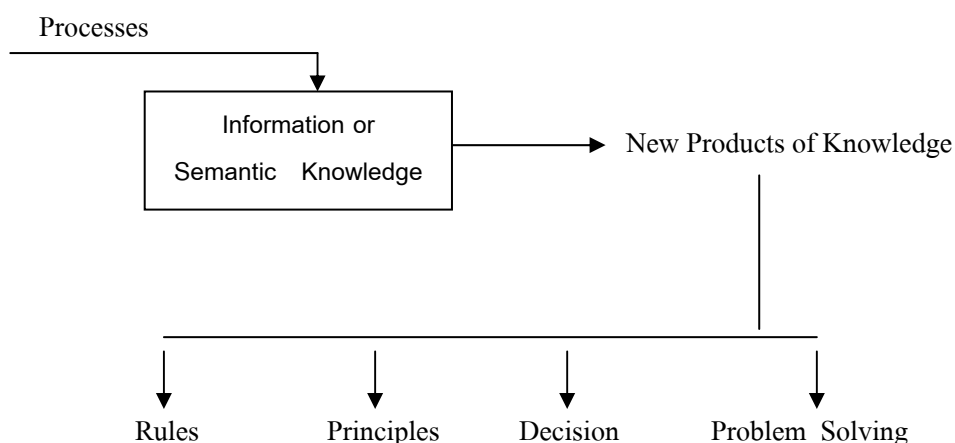 Processes
Information or
Semantic Knowledge
New Products of Knowledge
Rules
Principles
Decision
Problem Solving